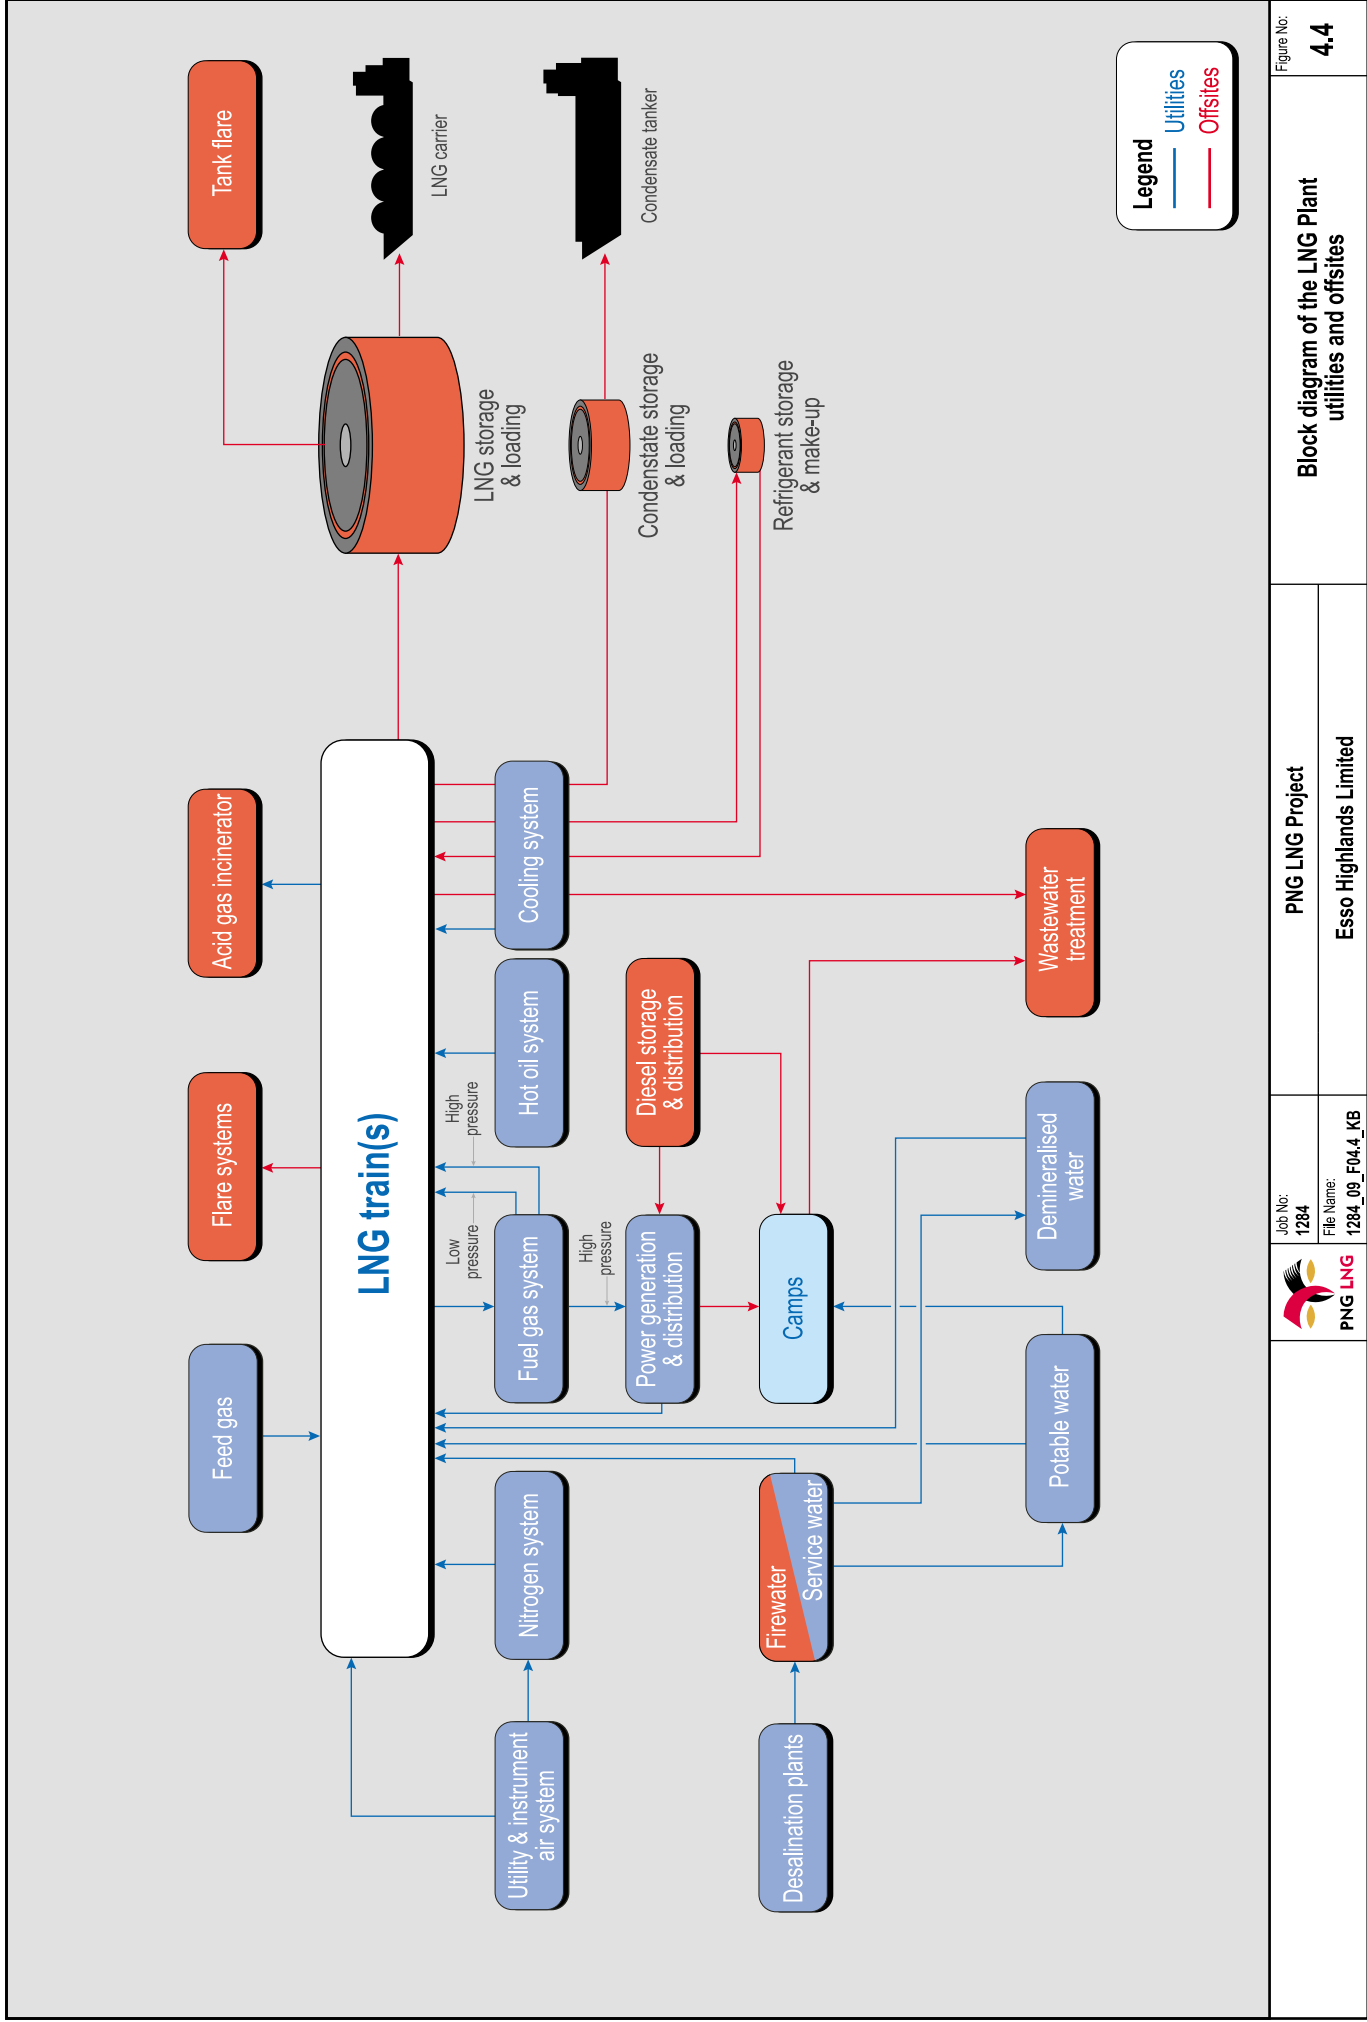 Feed gas
Flare systems
Acid gas incinerator
Tank flare
LNG train(s)
LNG carrier
LNG storage
& loading
Utility & instrument
air system
Nitrogen system
Fuel gas system
Low
pressure
High
pressure
High
pressure
Hot oil system
Cooling system
Condenstate storage
& loading
Condensate tanker
Power generation
& distribution
Diesel storage
& distribution
Refrigerant storage
& make-up
Desalination plants
Firewater
Service water
Camps
Potable water
Demineralised
water
Wastewater
treatment
Legend
Utilities
Offsites
PNG LNG
Job No:
1284
File Name:
1284_09_F04.4_KB
PNG LNG Project
Esso Highlands Limited
Block diagram of the LNG Plant
utilities and offsites
Figure No:
4.4